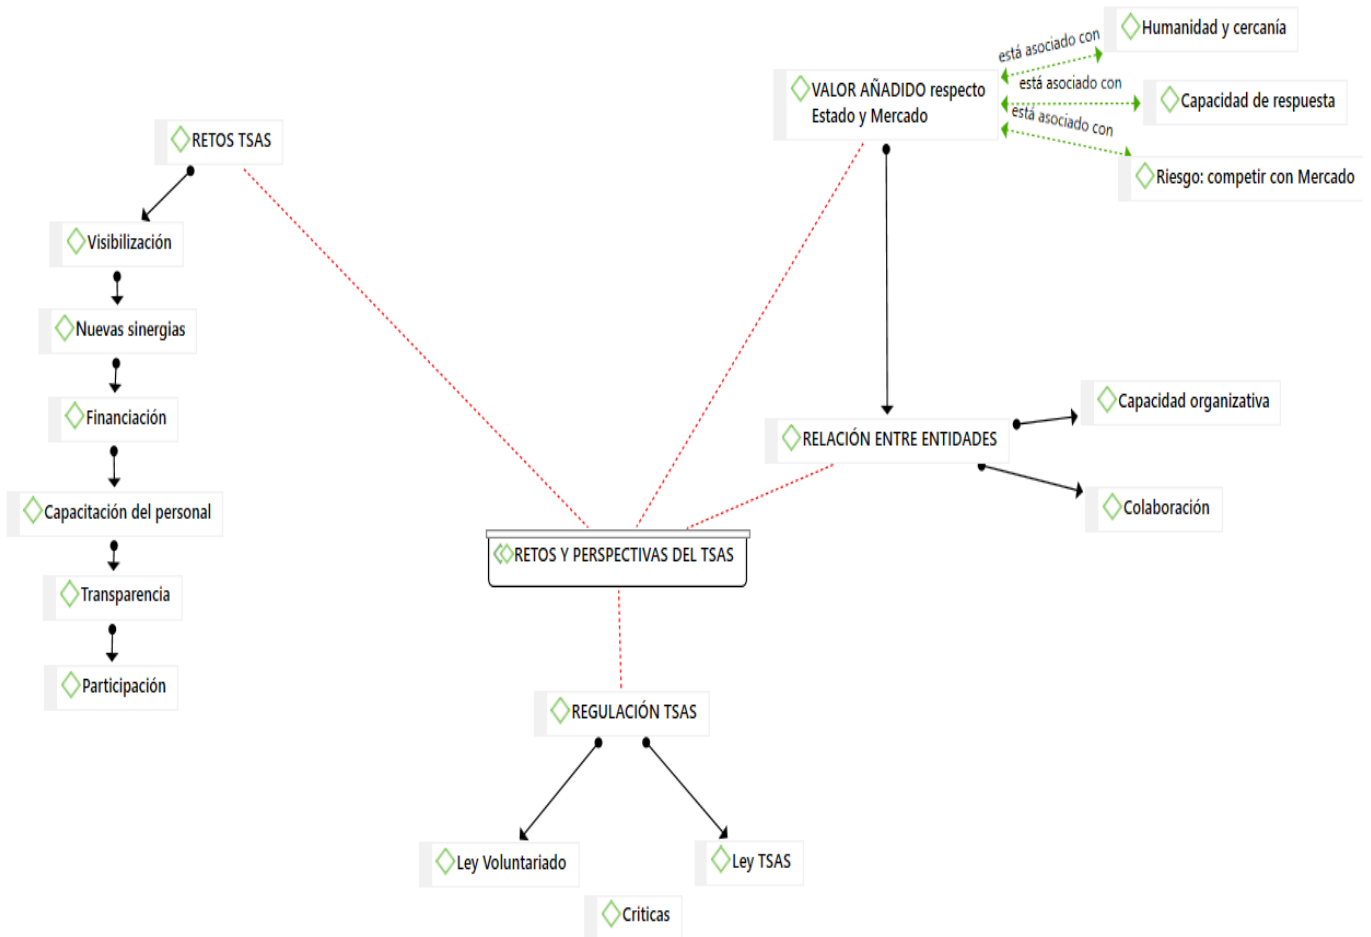 Humanidad y cercanía
está asociado con
VALOR AÑADIDO respecto
Estado y Mercado
está asociado con
Capacidad de respuesta
está asociado con
Riesgo: competir con Mercado
RETOS TSAS
Visibilización
Nuevas sinergias
Financiación
Capacitación del personal
Transparencia
Participación
RELACIÓN ENTRE ENTIDADES
Capacidad organizativa
Colaboración
RETOS Y PERSPECTIVAS DEL TSAS
REGULACIÓN TSAS
Ley Voluntariado
Ley TSAS
Criticas